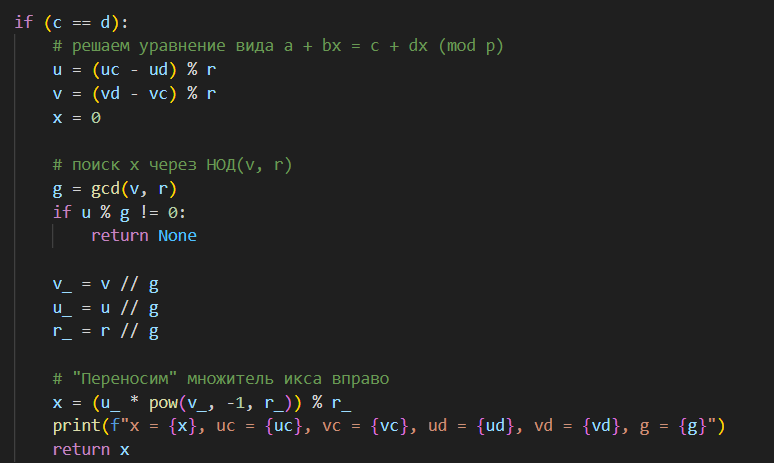 if (c == d):
    # решаем уравнение вида a + bx = c + dx (mod p)
    u = (uc - ud) % r
    v = (vd - vc) % r
    x = 0

    # поиск x через НОД(v, r)
    g = gcd(v, r)
    if u % g != 0:
        return None

    v_ = v // g
    u_ = u // g
    r_ = r // g

    # "Переносим" множитель икса вправо
    x = (u_ * pow(v_, -1, r_)) % r_
    print(f"x = {x}, uc = {uc}, vc = {vc}, ud = {ud}, vd = {vd}, g = {g}")
    return x